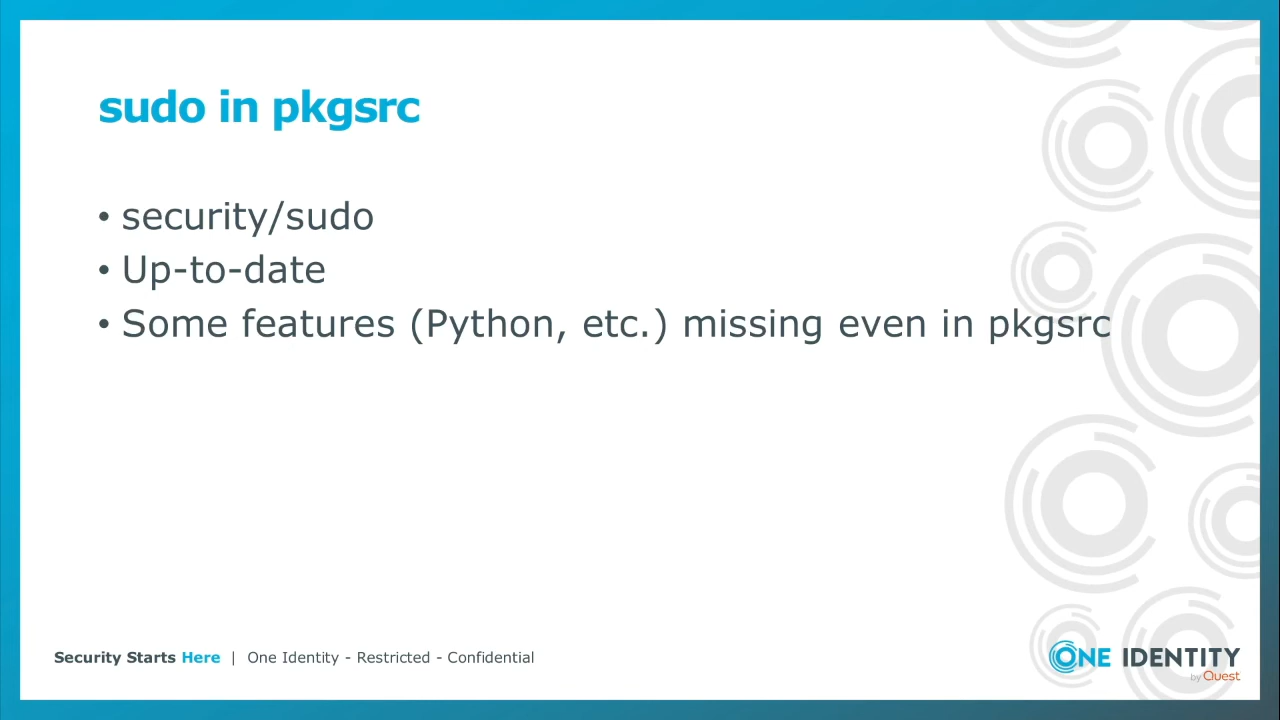 sudo in pkgsrc
• security/sudo
• Up-to-date
• Some features (Python, etc.) missing even in pkgsrc
Security Starts Here | One Identity - Restricted - Confidential
ONE IDENTITY
by Quest